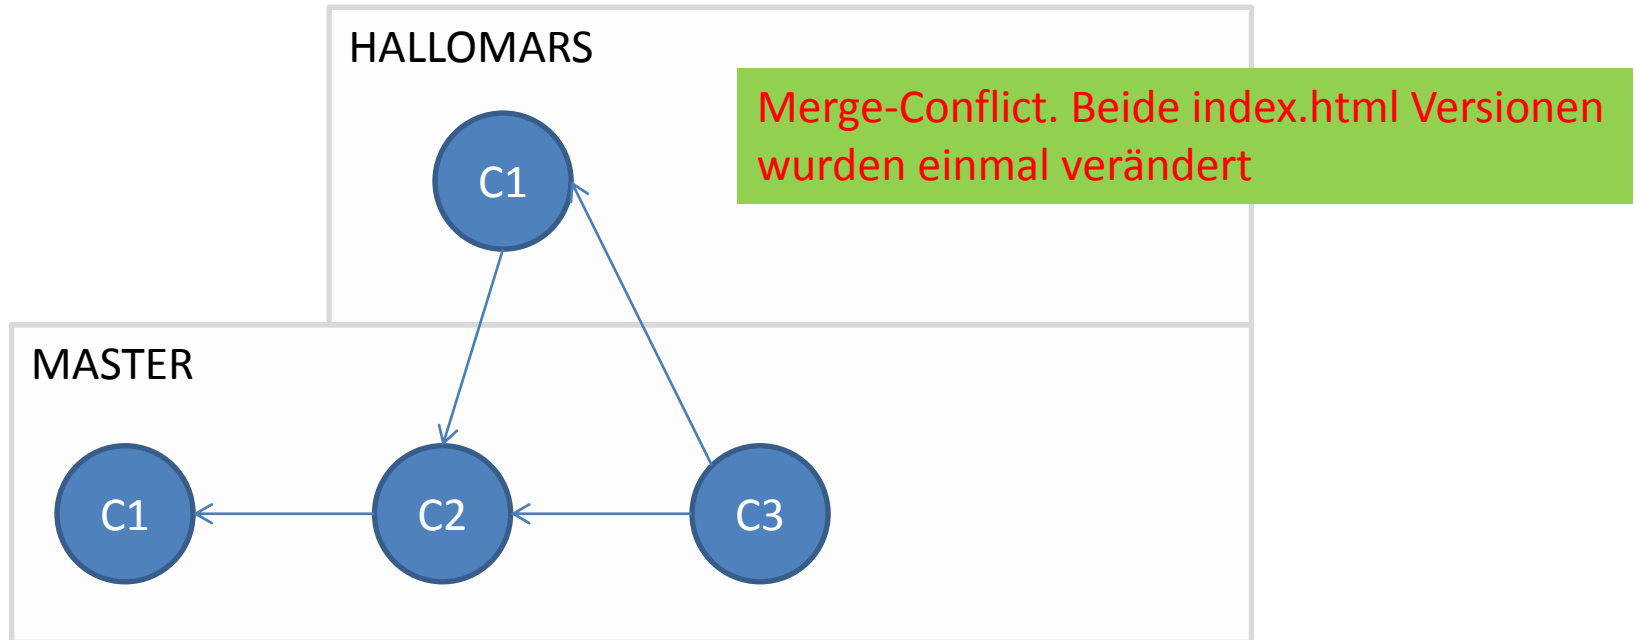 HALLOMARS
Merge-Conflict. Beide index.html Versionen
wurden einmal verändert
C1
MASTER
C1
C2
C3